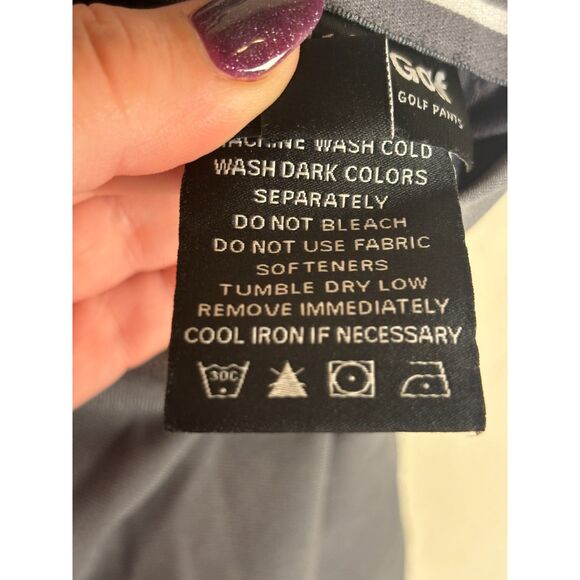 GOLF PANTS
MACHINE WASH COLD
WASH DARK COLORS
SEPARATELY
DO NOT BLEACH
DO NOT USE FABRIC
SOFTENERS
TUMBLE DRY LOW
REMOVE IMMEDIATELY
COOL IRON IF NECESSARY
30C